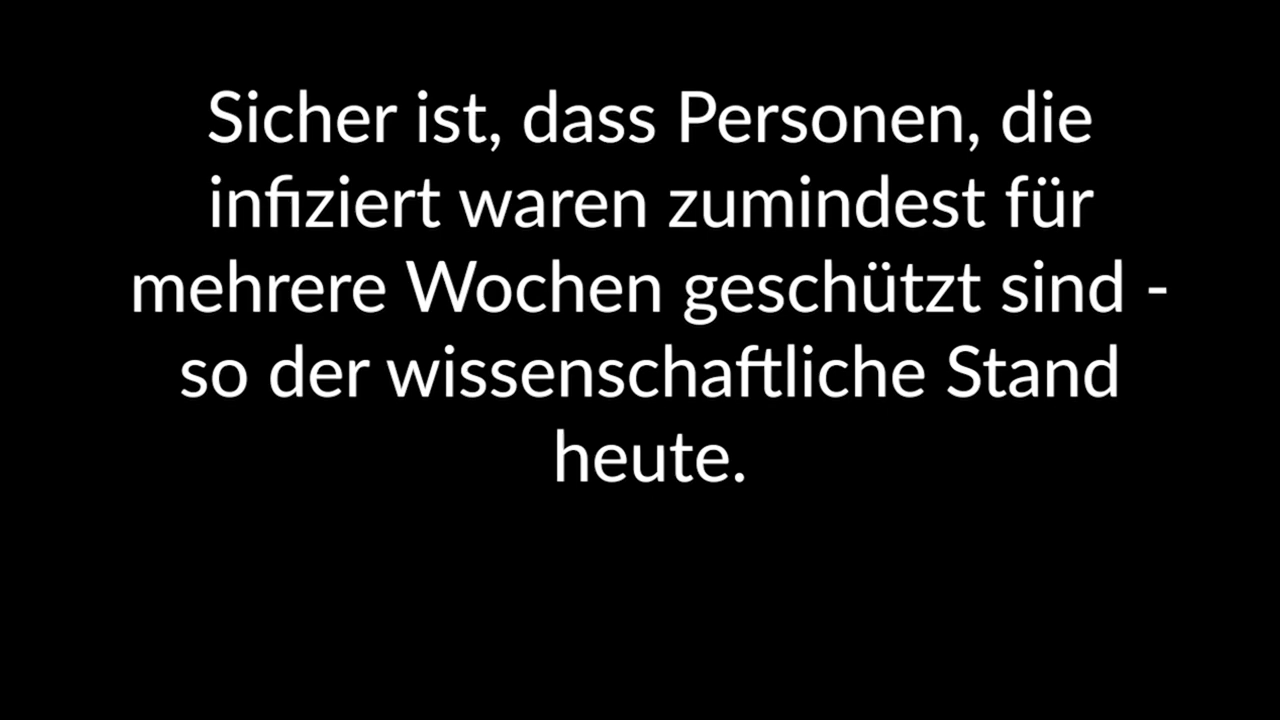 Sicher ist, dass Personen, die
infiziert waren zumindest für
mehrere Wochen geschützt sind -
so der wissenschaftliche Stand
heute.